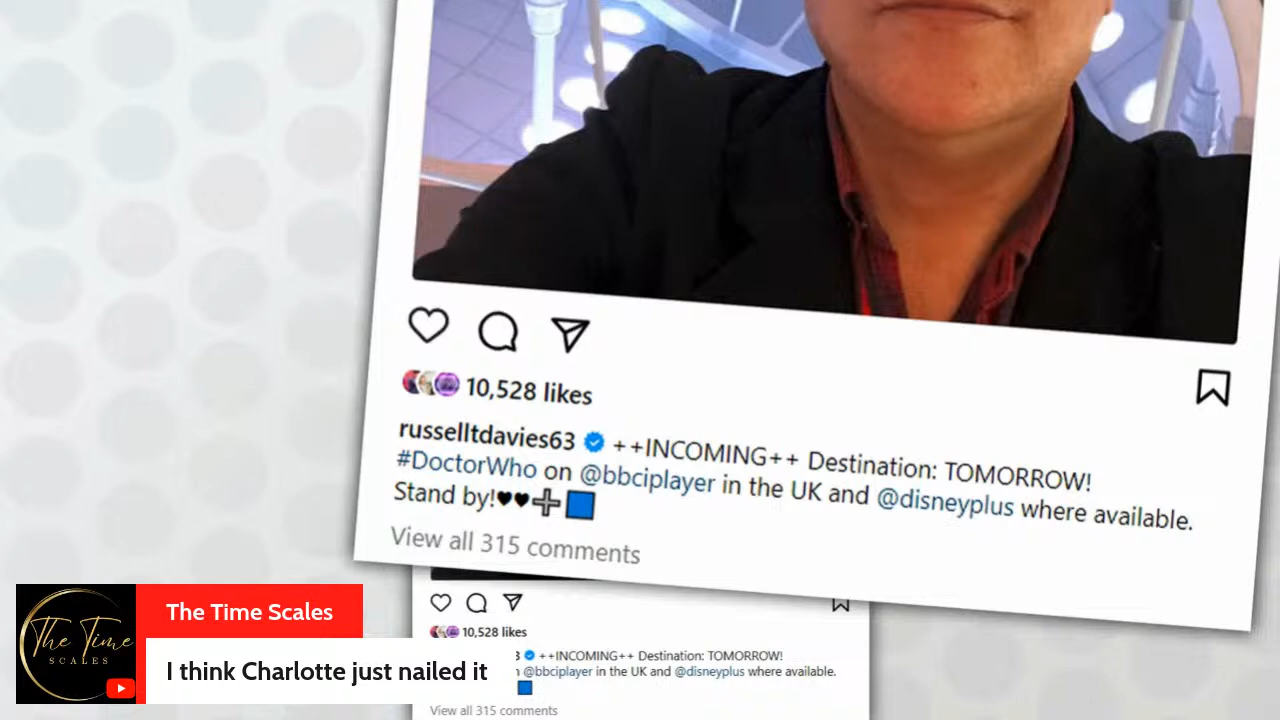 10,528 likes
russelltdavies63 ++INCOMING++ Destination: TOMORROW!
#DoctorWho on @bbciplayer in the UK and @disneyplus where available.
Stand by!♥♥➕🟦
View all 315 comments
10,528 likes
3 ++INCOMING++ Destination: TOMORROW!
@bbciplayer in the UK and @disneyplus where available.
🟦
View all 315 comments
The Time Scales
I think Charlotte just nailed it
The Time
SCALES